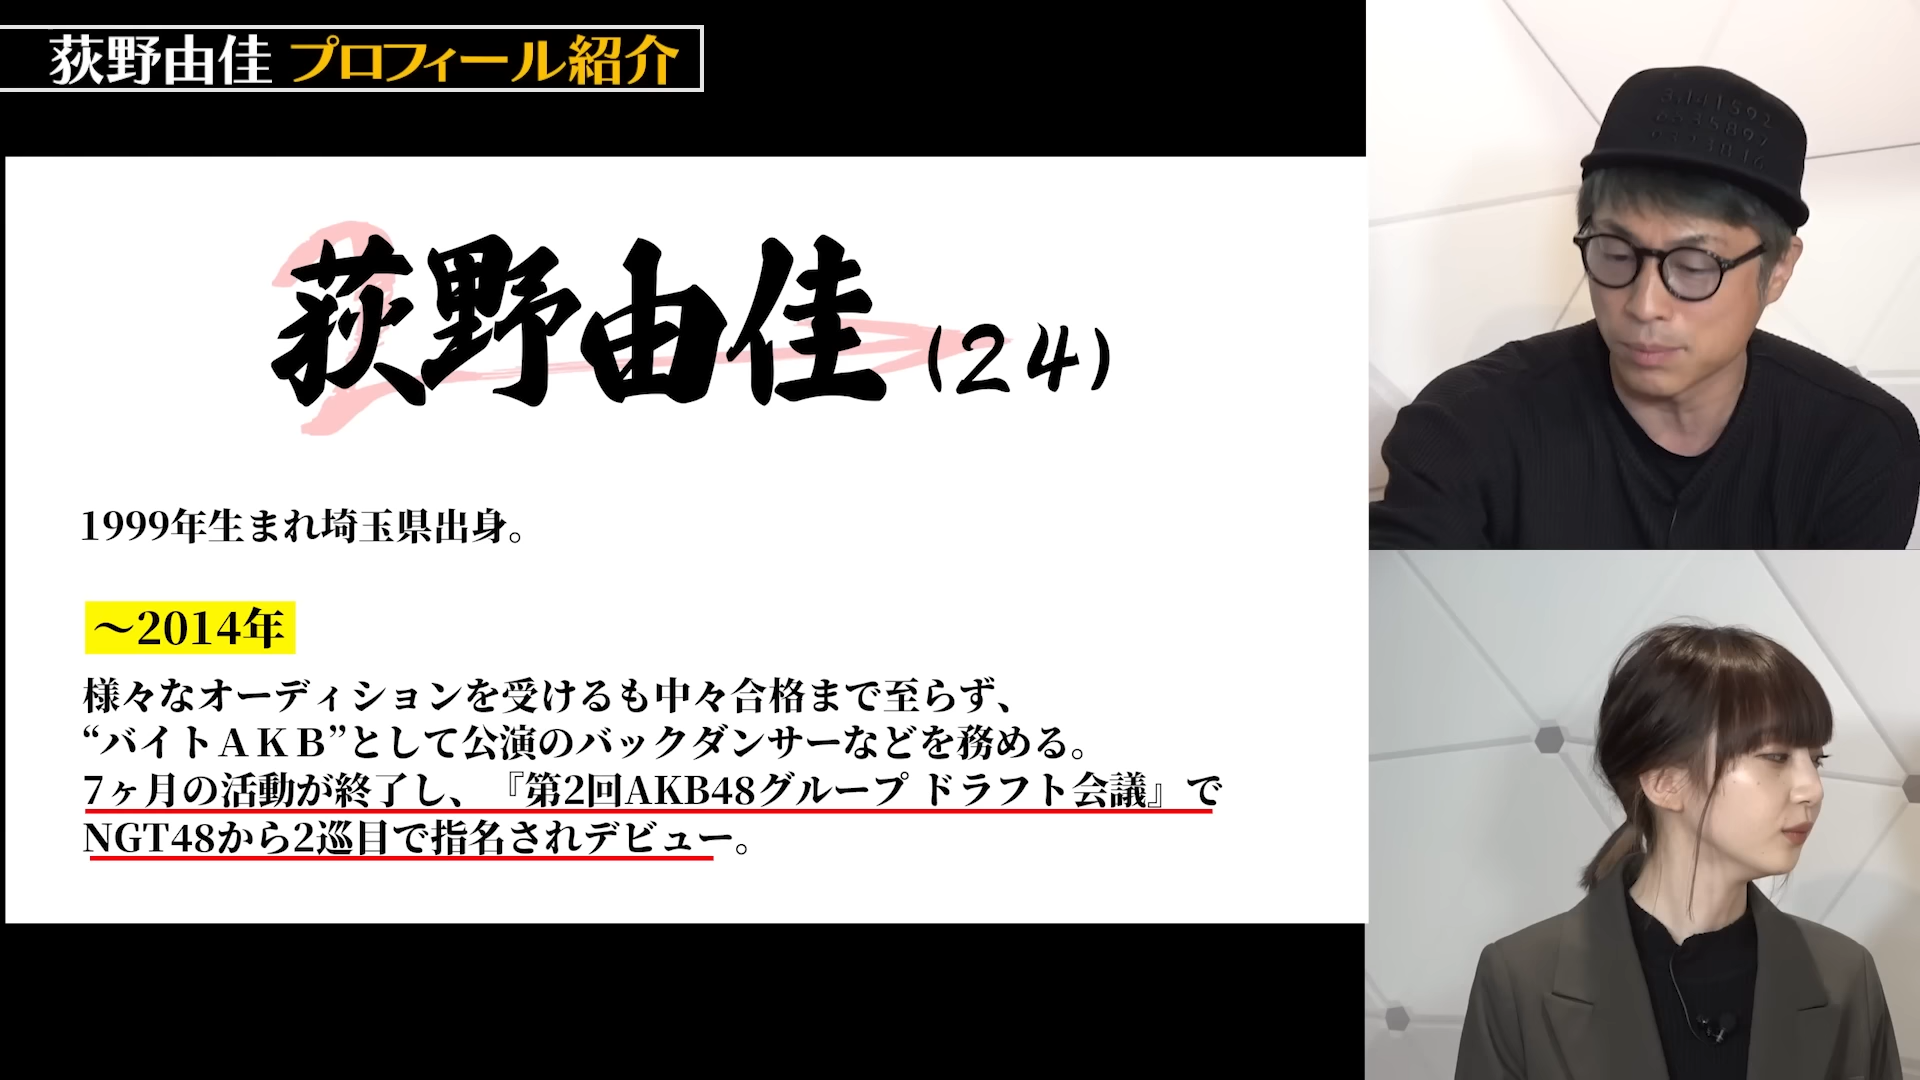 荻野由佳 プロフィール紹介
荻野由佳(24)
1999年生まれ埼玉県出身。
～2014年
様々なオーディションを受けるも中々合格まで至らず、
“バイトＡＫＢ”として公演のバックダンサーなどを務める。
7ヶ月の活動が終了し、『第2回AKB48グループ ドラフト会議』で
NGT48から2巡目で指名されデビュー。